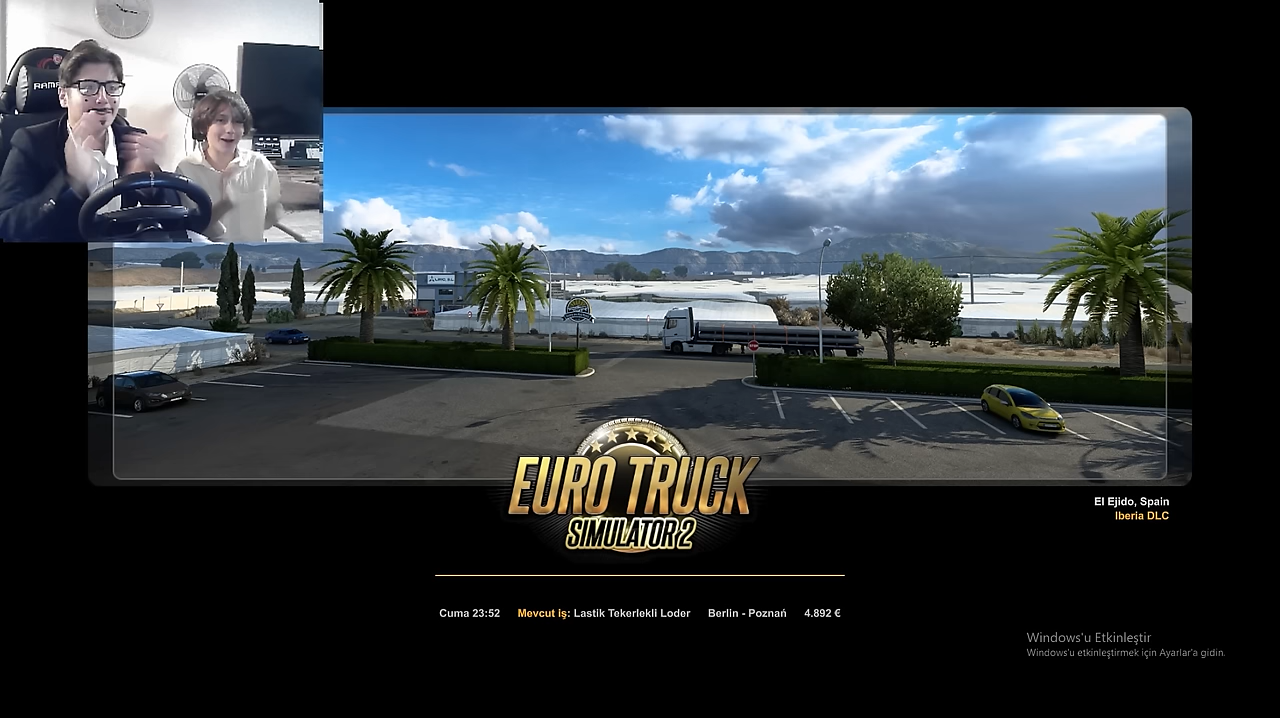 EURO TRUCK
SIMULATOR 2
El Ejido, Spain
Iberia DLC
Cuma 23:52 Mevcut iş: Lastik Tekerlekli Loder Berlin - Poznań 4.892 €
Windows'u Etkinleştir
Windows'u etkinleştirmek için Ayarlar'a gidin.